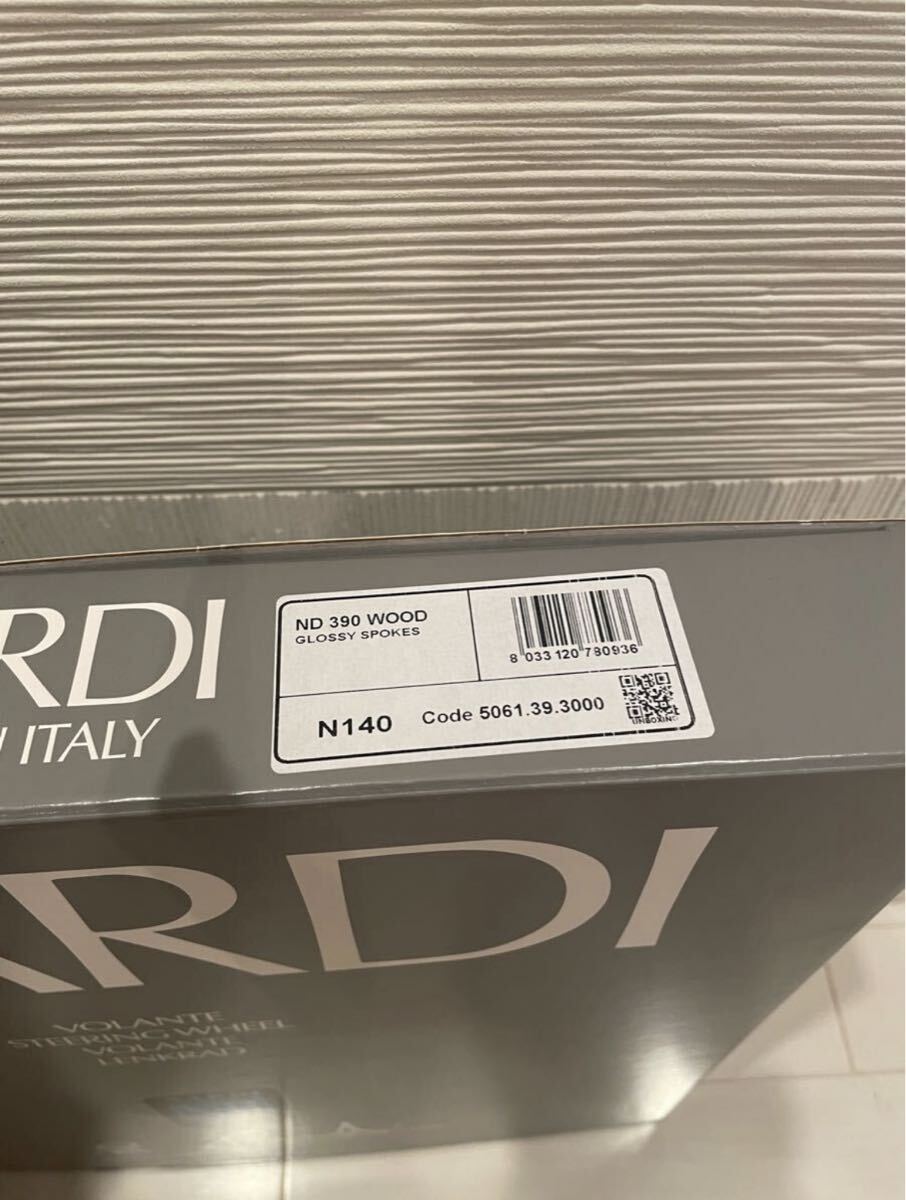 RDI
ITALY
ND 390 WOOD
GLOSSY SPOKES
8 033120 780936
N140
Code 5061.39.3000
UNBOXING
ARDI
VOLANTE
STEERING WHEEL
VOLANTE
LENKRAD